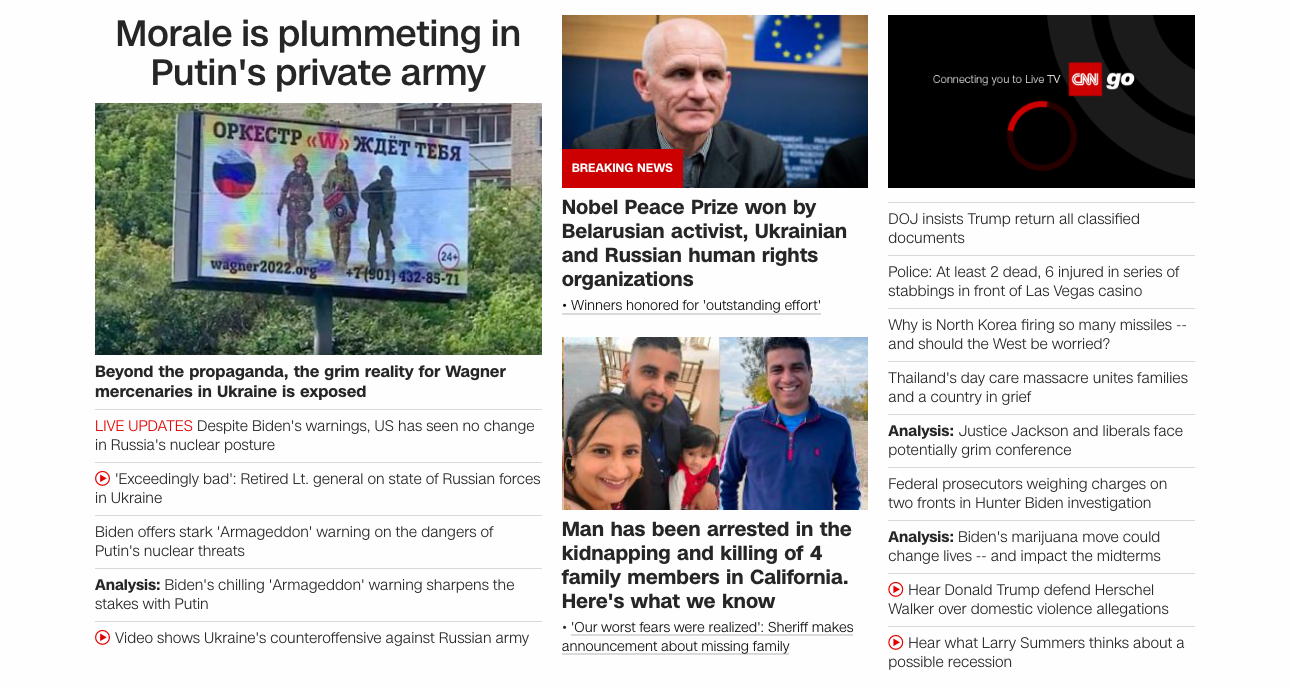 Morale is plummeting in
Putin's private army
ОРКЕСТР «W» ЖДЁТ ТЕБЯ
24+
wagner2022.org +7(901) 432-85-71
Beyond the propaganda, the grim reality for Wagner
mercenaries in Ukraine is exposed
LIVE UPDATES Despite Biden's warnings, US has seen no change
in Russia's nuclear posture
'Exceedingly bad': Retired Lt. general on state of Russian forces
in Ukraine
Biden offers stark 'Armageddon' warning on the dangers of
Putin's nuclear threats
Analysis: Biden's chilling 'Armageddon' warning sharpens the
stakes with Putin
Video shows Ukraine's counteroffensive against Russian army
BREAKING NEWS
Nobel Peace Prize won by
Belarusian activist, Ukrainian
and Russian human rights
organizations
• Winners honored for 'outstanding effort'
Man has been arrested in the
kidnapping and killing of 4
family members in California.
Here's what we know
• 'Our worst fears were realized': Sheriff makes
announcement about missing family
Connecting you to Live TV CNN go
DOJ insists Trump return all classified
documents
Police: At least 2 dead, 6 injured in series of
stabbings in front of Las Vegas casino
Why is North Korea firing so many missiles --
and should the West be worried?
Thailand's day care massacre unites families
and a country in grief
Analysis: Justice Jackson and liberals face
potentially grim conference
Federal prosecutors weighing charges on
two fronts in Hunter Biden investigation
Analysis: Biden's marijuana move could
change lives -- and impact the midterms
Hear Donald Trump defend Herschel
Walker over domestic violence allegations
Hear what Larry Summers thinks about a
possible recession